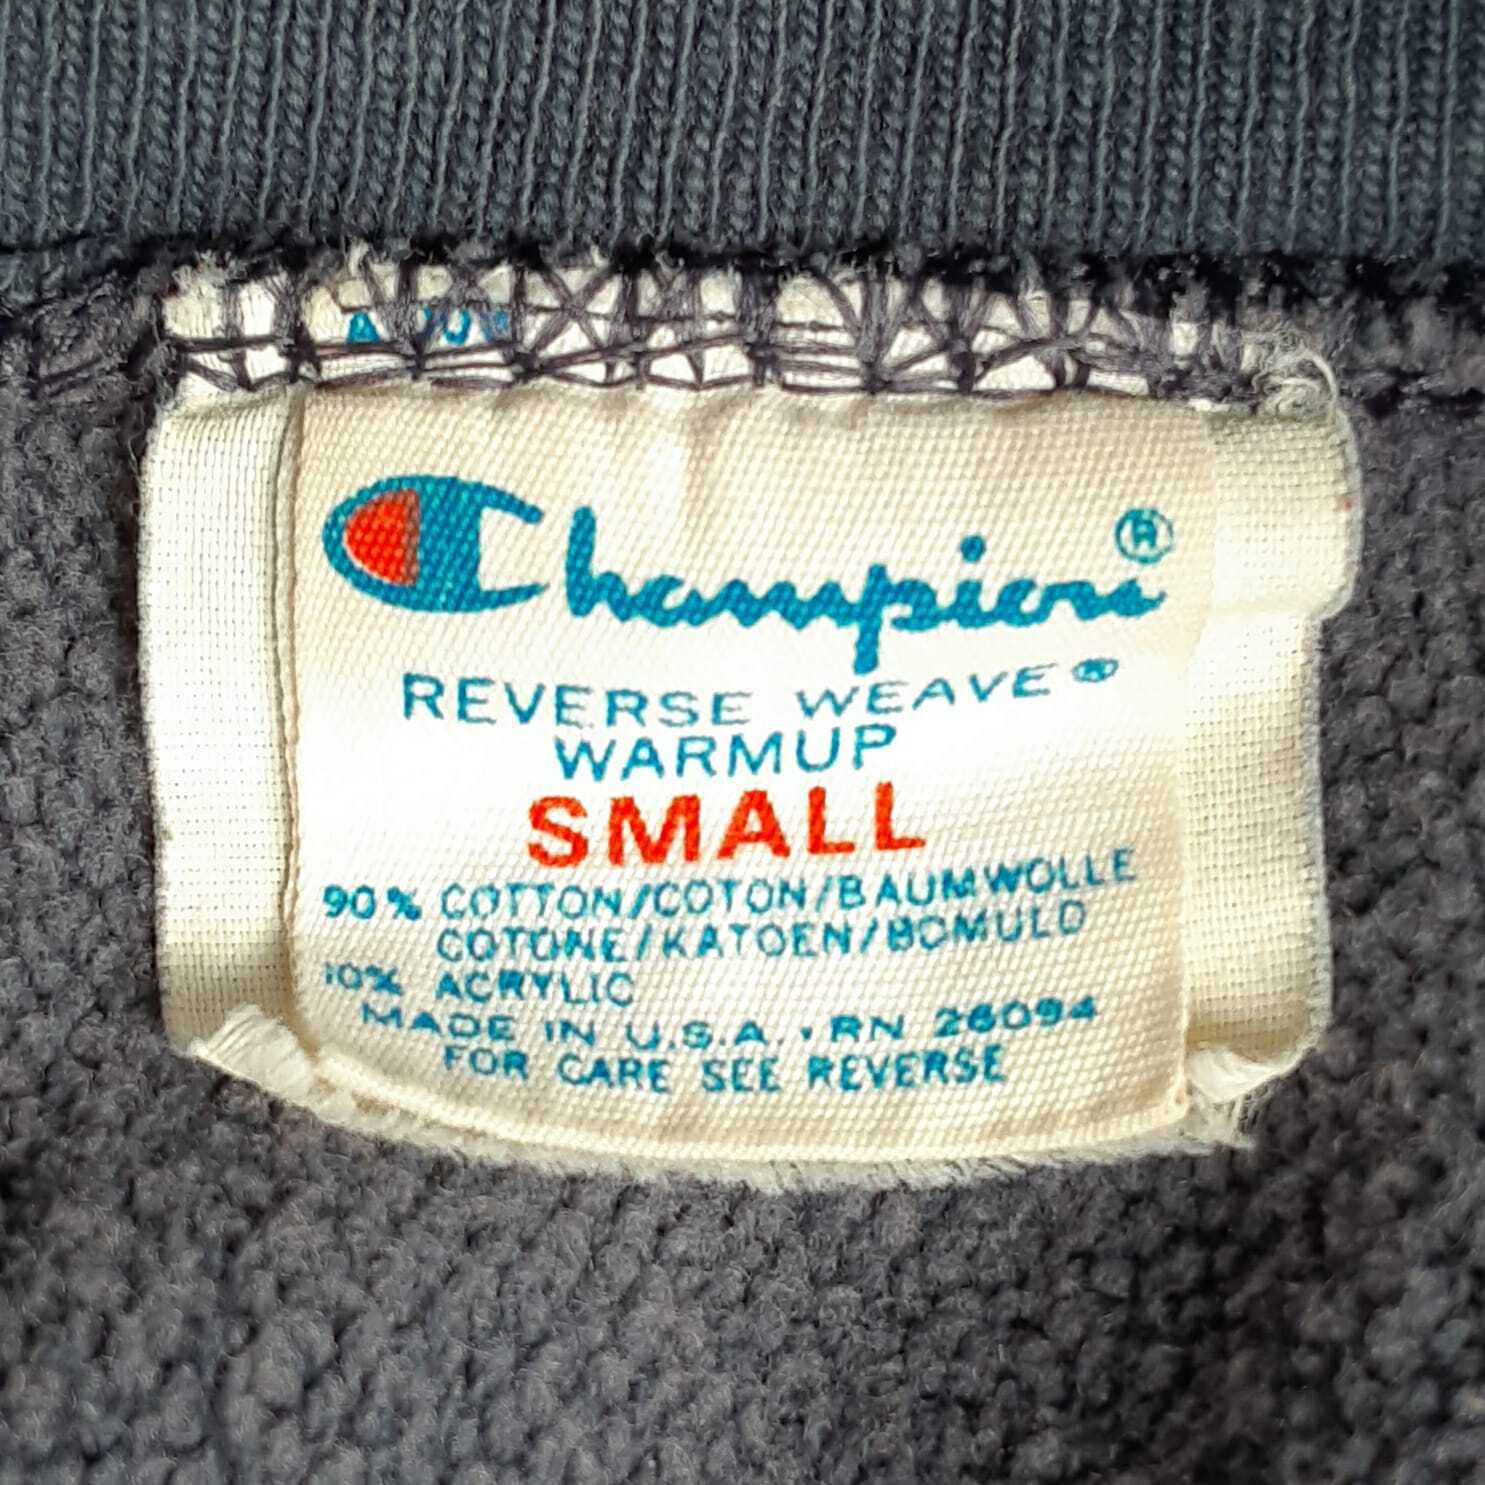 Champion®
REVERSE WEAVE®
WARMUP
SMALL
90% COTTON/COTON/BAUMWOLLE
COTONE/KATOEN/BOMULD
10% ACRYLIC
MADE IN U.S.A. • RN 26094
FOR CARE SEE REVERSE